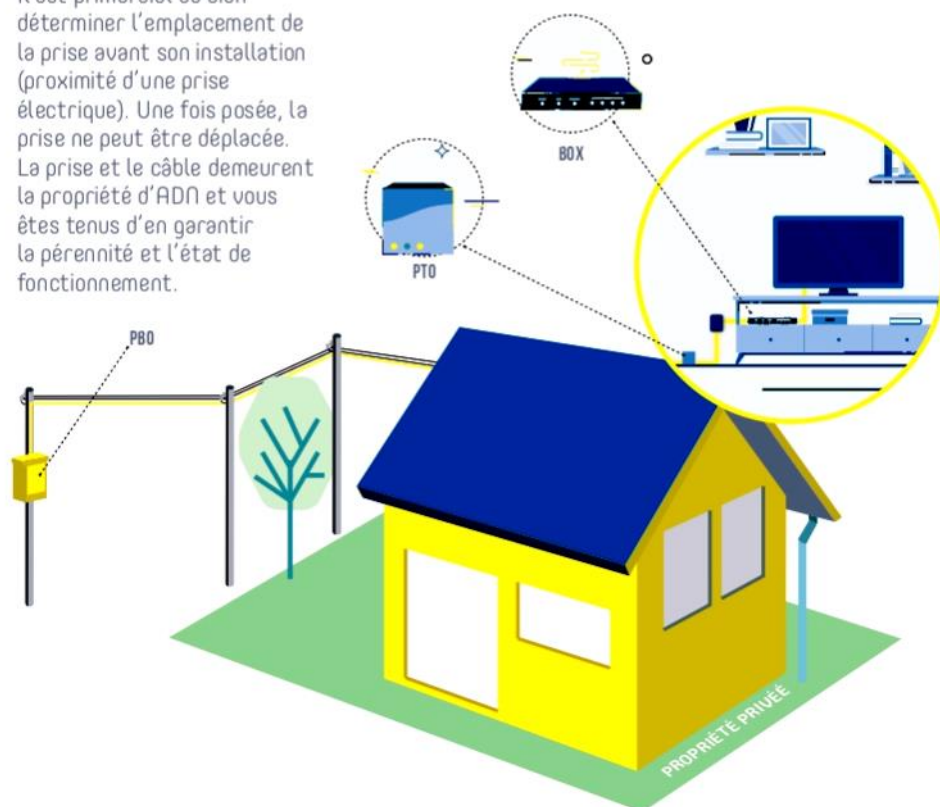 déterminer l'emplacement de
la prise avant son installation
(proximité d'une prise
électrique). Une fois posée, la
prise ne peut être déplacée.
La prise et le câble demeurent
la propriété d'ADN et vous
êtes tenus d'en garantir
la pérennité et l'état de
fonctionnement.
BOX
PTO
PBO
PROPRIÉTÉ PRIVÉÉ